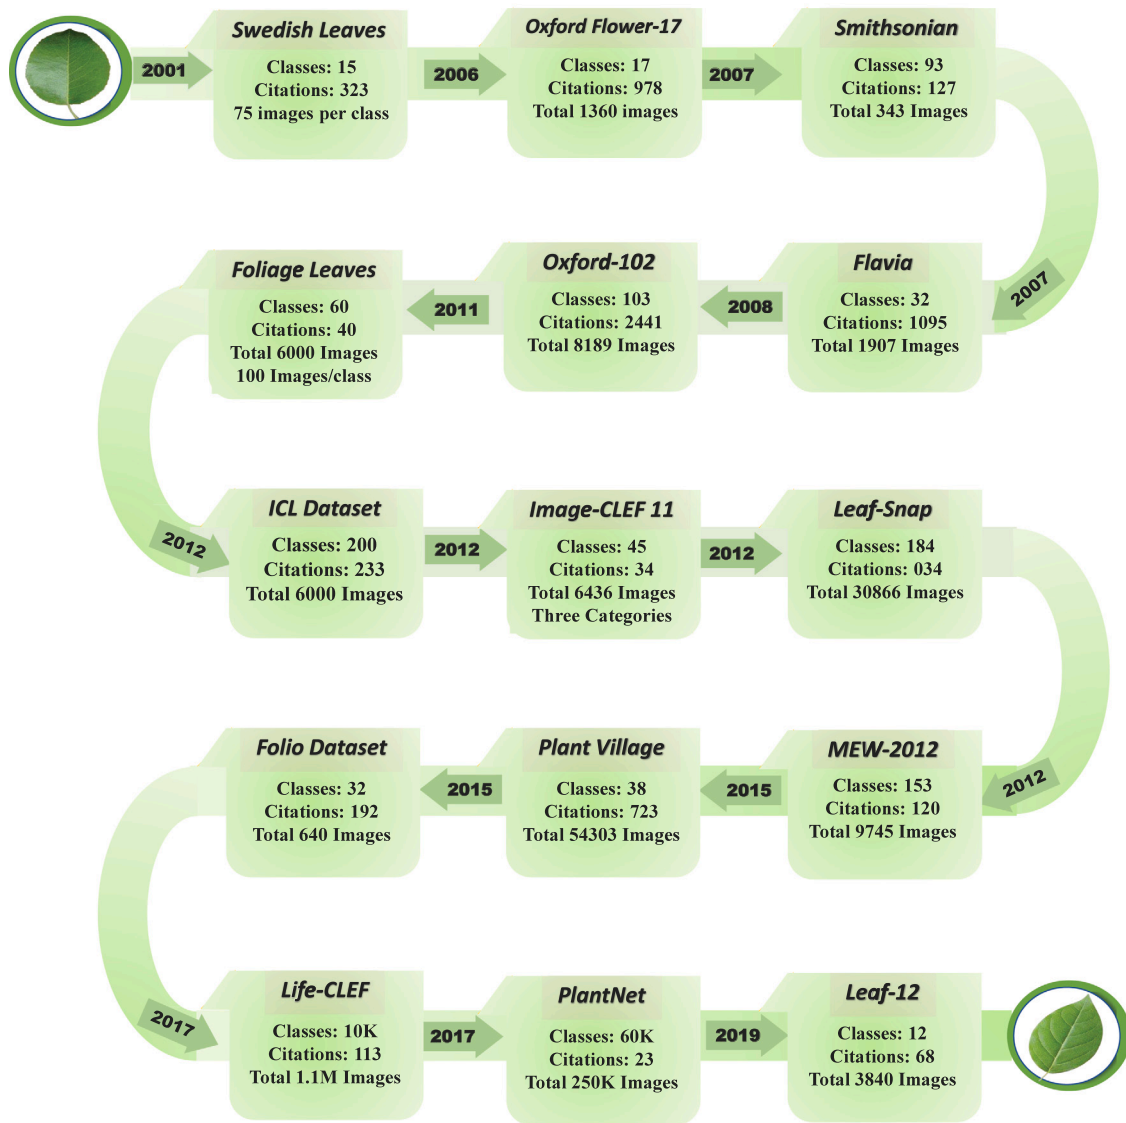 2001
Swedish Leaves
Classes: 15
Citations: 323
75 images per class
2006
Oxford Flower-17
Classes: 17
Citations: 978
Total 1360 images
2007
Smithsonian
Classes: 93
Citations: 127
Total 343 Images
2007
Flavia
Classes: 32
Citations: 1095
Total 1907 Images
2008
Oxford-102
Classes: 103
Citations: 2441
Total 8189 Images
2011
Foliage Leaves
Classes: 60
Citations: 40
Total 6000 Images
100 Images/class
2012
ICL Dataset
Classes: 200
Citations: 233
Total 6000 Images
2012
Image-CLEF 11
Classes: 45
Citations: 34
Total 6436 Images
Three Categories
2012
Leaf-Snap
Classes: 184
Citations: 034
Total 30866 Images
2012
MEW-2012
Classes: 153
Citations: 120
Total 9745 Images
2015
Plant Village
Classes: 38
Citations: 723
Total 54303 Images
2015
Folio Dataset
Classes: 32
Citations: 192
Total 640 Images
2017
Life-CLEF
Classes: 10K
Citations: 113
Total 1.1M Images
2017
PlantNet
Classes: 60K
Citations: 23
Total 250K Images
2019
Leaf-12
Classes: 12
Citations: 68
Total 3840 Images